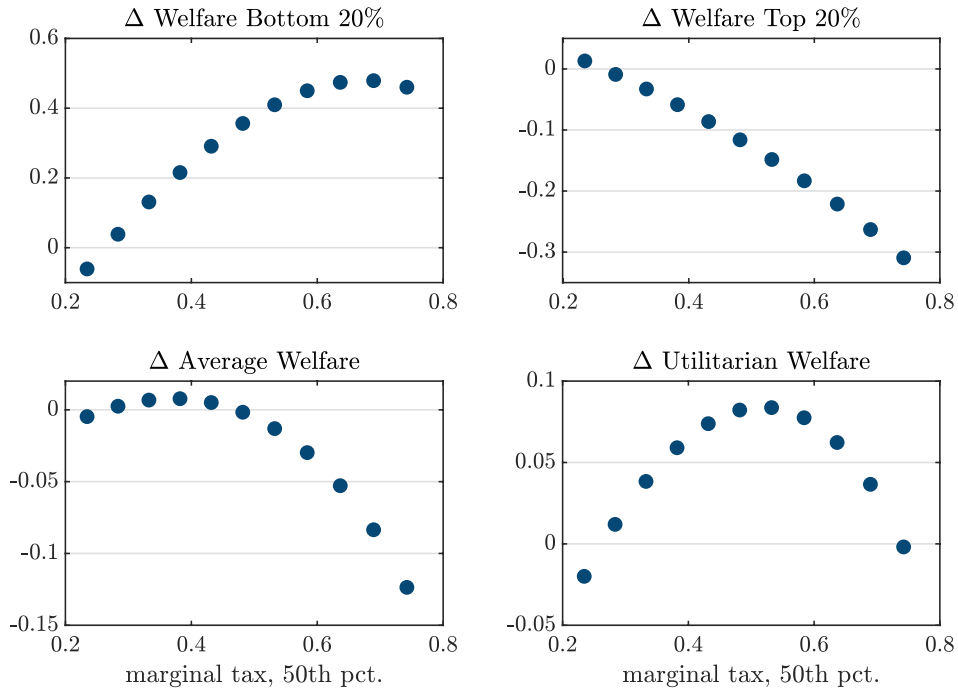 Δ Welfare Bottom 20%
0.6
0.4
0.2
0
0.2 0.4 0.6 0.8
Δ Welfare Top 20%
0
-0.1
-0.2
-0.3
0.2 0.4 0.6 0.8
Δ Average Welfare
0
-0.05
-0.1
-0.15
0.2 0.4 0.6 0.8
marginal tax, 50th pct.
Δ Utilitarian Welfare
0.1
0.05
0
-0.05
0.2 0.4 0.6 0.8
marginal tax, 50th pct.